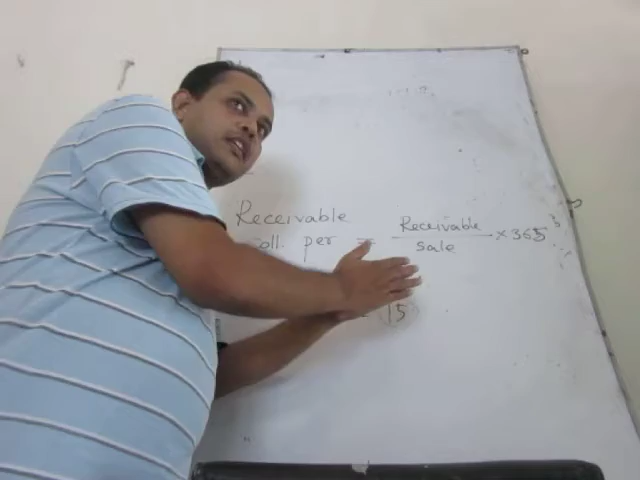 Receivable
coll. per = Receivable / sale × 365
= 15